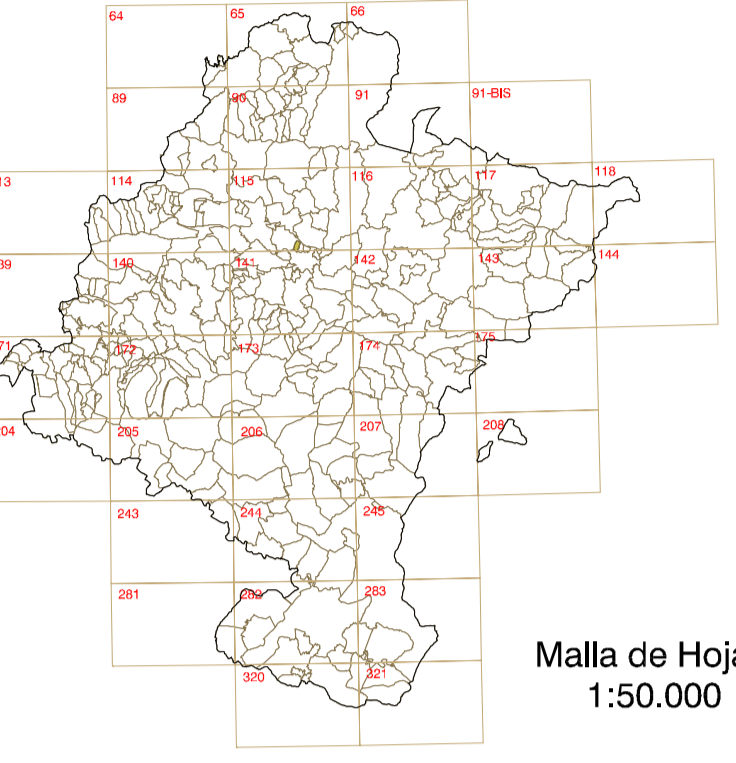 64 65 66
89 90 91 91-BIS
13 114 115 116 117 118
39 140 141 142 143 144
71 172 173 174 175
204 205 206 207 208
243 244 245
281 282 283
320 321
Malla de Hoja
1:50.000